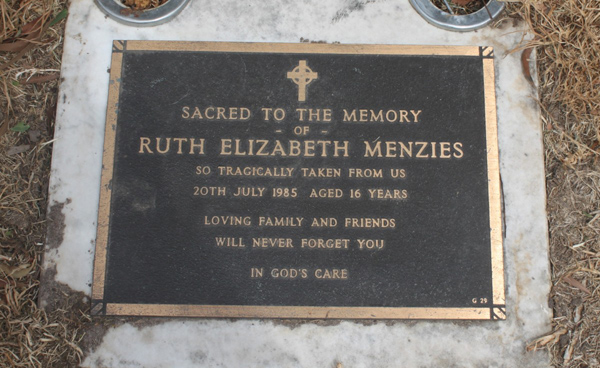 SACRED TO THE MEMORY
- OF -
RUTH ELIZABETH MENZIES
SO TRAGICALLY TAKEN FROM US
20TH JULY 1985 AGED 16 YEARS
LOVING FAMILY AND FRIENDS
WILL NEVER FORGET YOU
IN GOD'S CARE
G 29